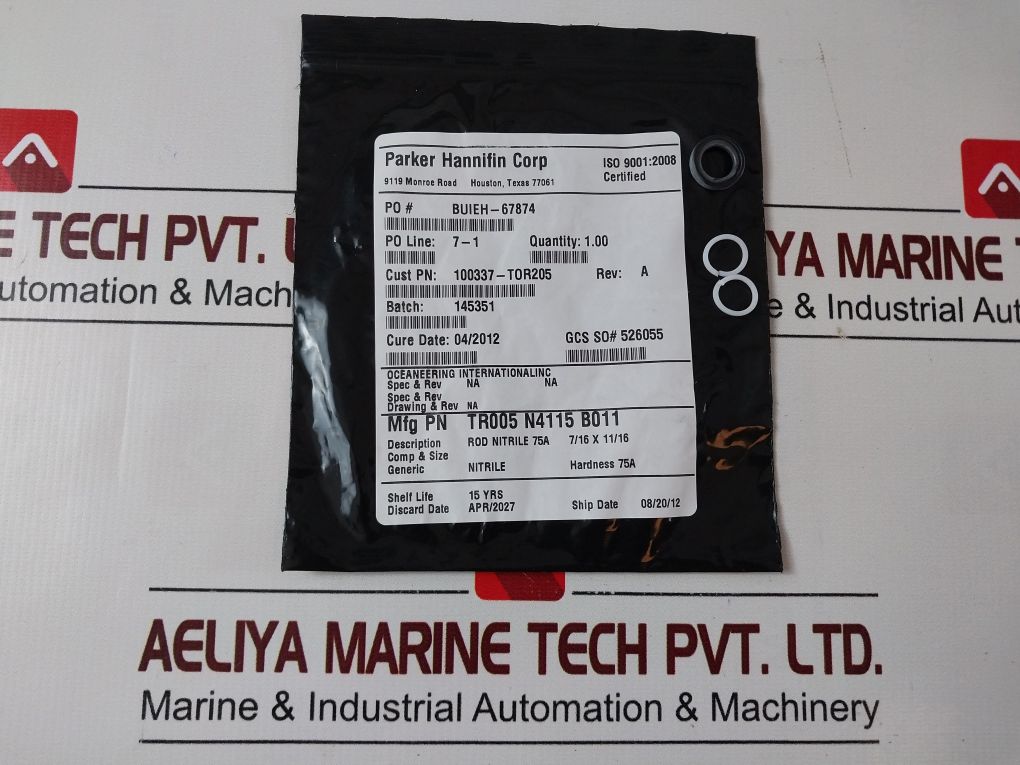 Parker Hannifin Corp ISO 9001:2008
Certified
9119 Monroe Road Houston, Texas 77061
PO # BUIEH-67874
PO Line: 7-1 Quantity: 1.00
Cust PN: 100337-TOR205 Rev: A
Batch: 145351
Cure Date: 04/2012 GCS SO# 526055
OCEANEERING INTERNATIONALINC
Spec & Rev NA NA
Spec & Rev
Drawing & Rev NA
Mfg PN TR005 N4115 B011
Description ROD NITRILE 75A 7/16 X 11/16
Comp & Size
Generic NITRILE Hardness 75A
Shelf Life 15 YRS
Discard Date APR/2027 Ship Date 08/20/12
E TECH PVT. L
utomation & Mach
IYA MARINE T
e & Industrial Aut
AELIYA MARINE TECH PVT. LTD.
Marine & Industrial Automation & Machinery